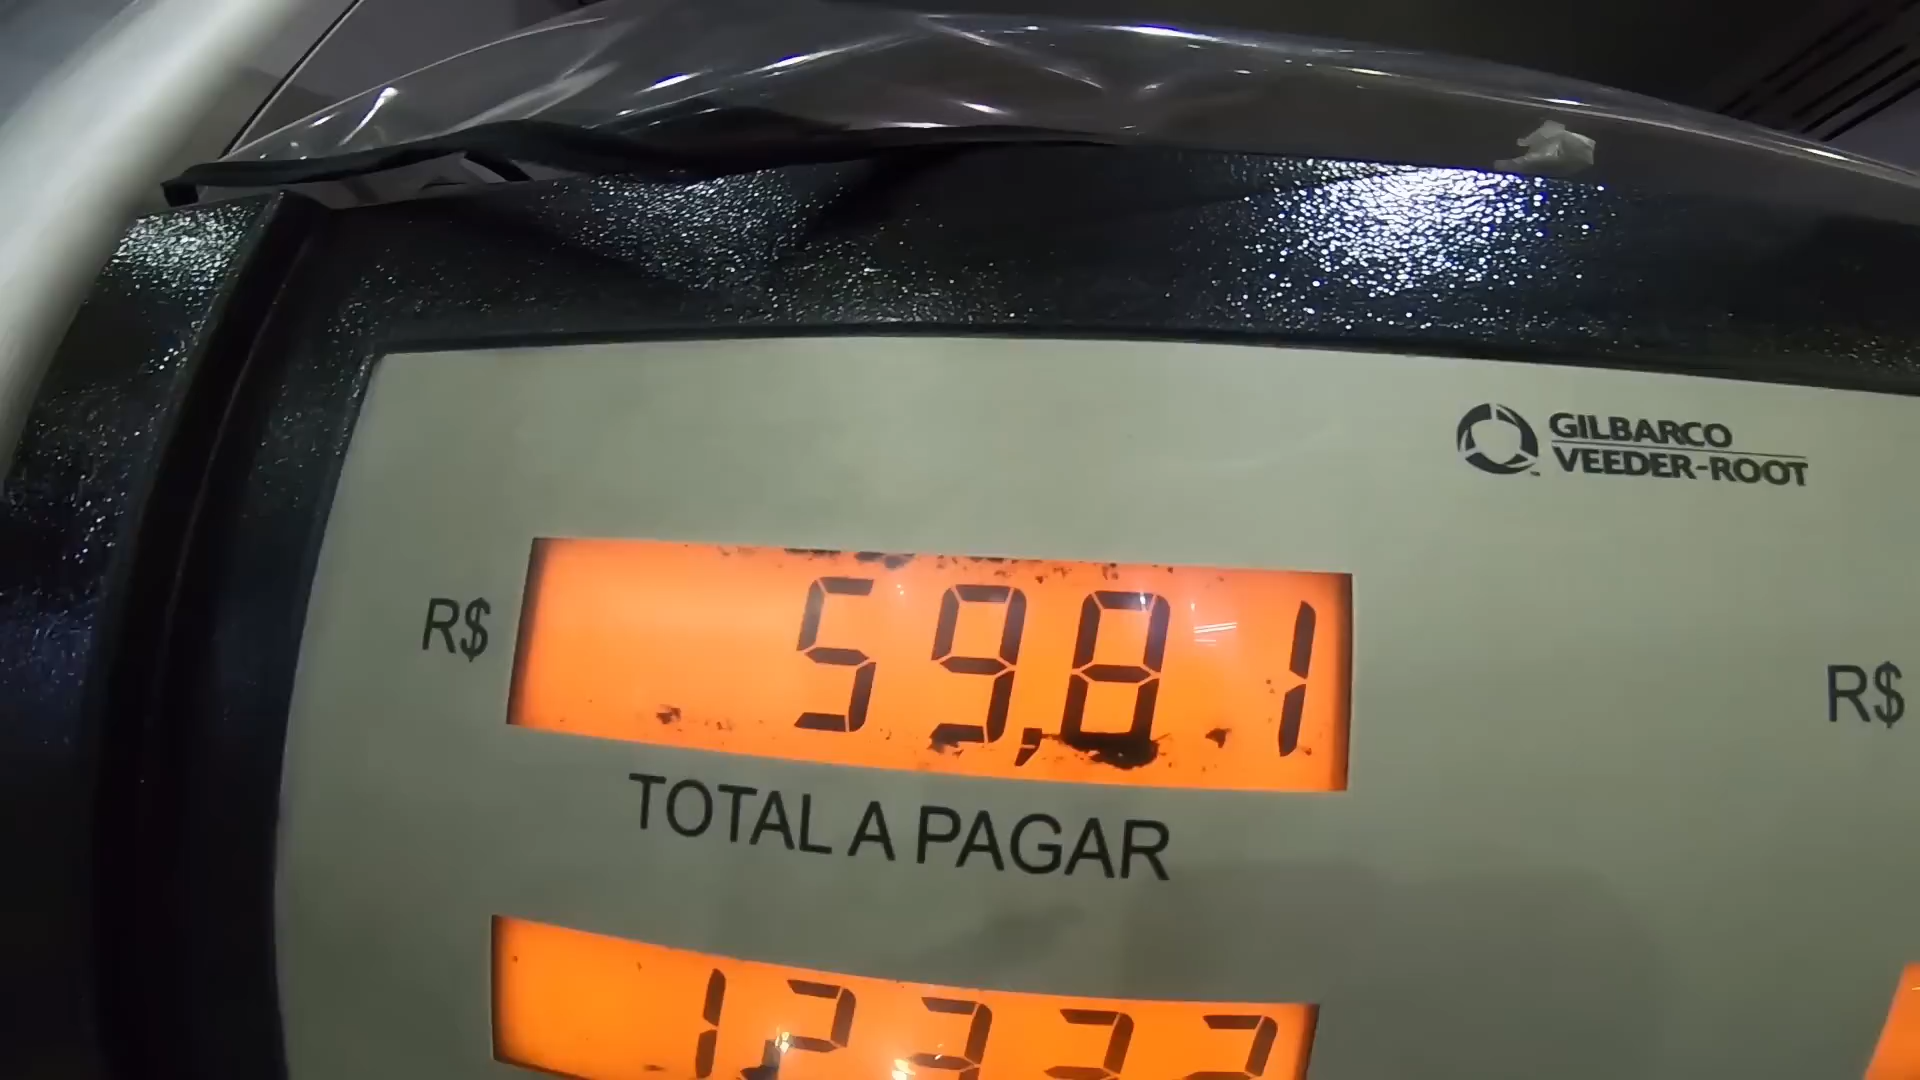 GILBARCO
VEEDER-ROOT
R$ 59,81
R$
TOTAL A PAGAR